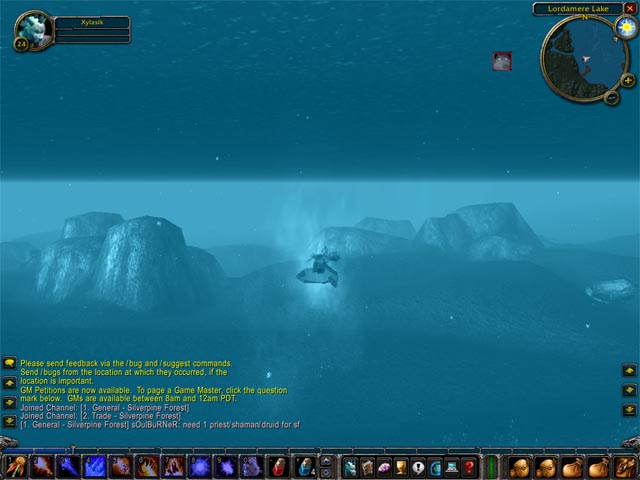 Xylasik
24
Lordamere Lake
N
Please send feedback via the /bug and /suggest commands.
Send /bugs from the location at which they occurred, if the
location is important.
GM Petitions are now available. To page a Game Master, click the question
mark below. GMs are available between 8am and 12am PDT.
Joined Channel: [1. General - Silverpine Forest]
Joined Channel: [2. Trade - Silverpine Forest]
[1. General - Silverpine Forest] sOulBuRNeR: need 1 priest/shaman/druid for sf